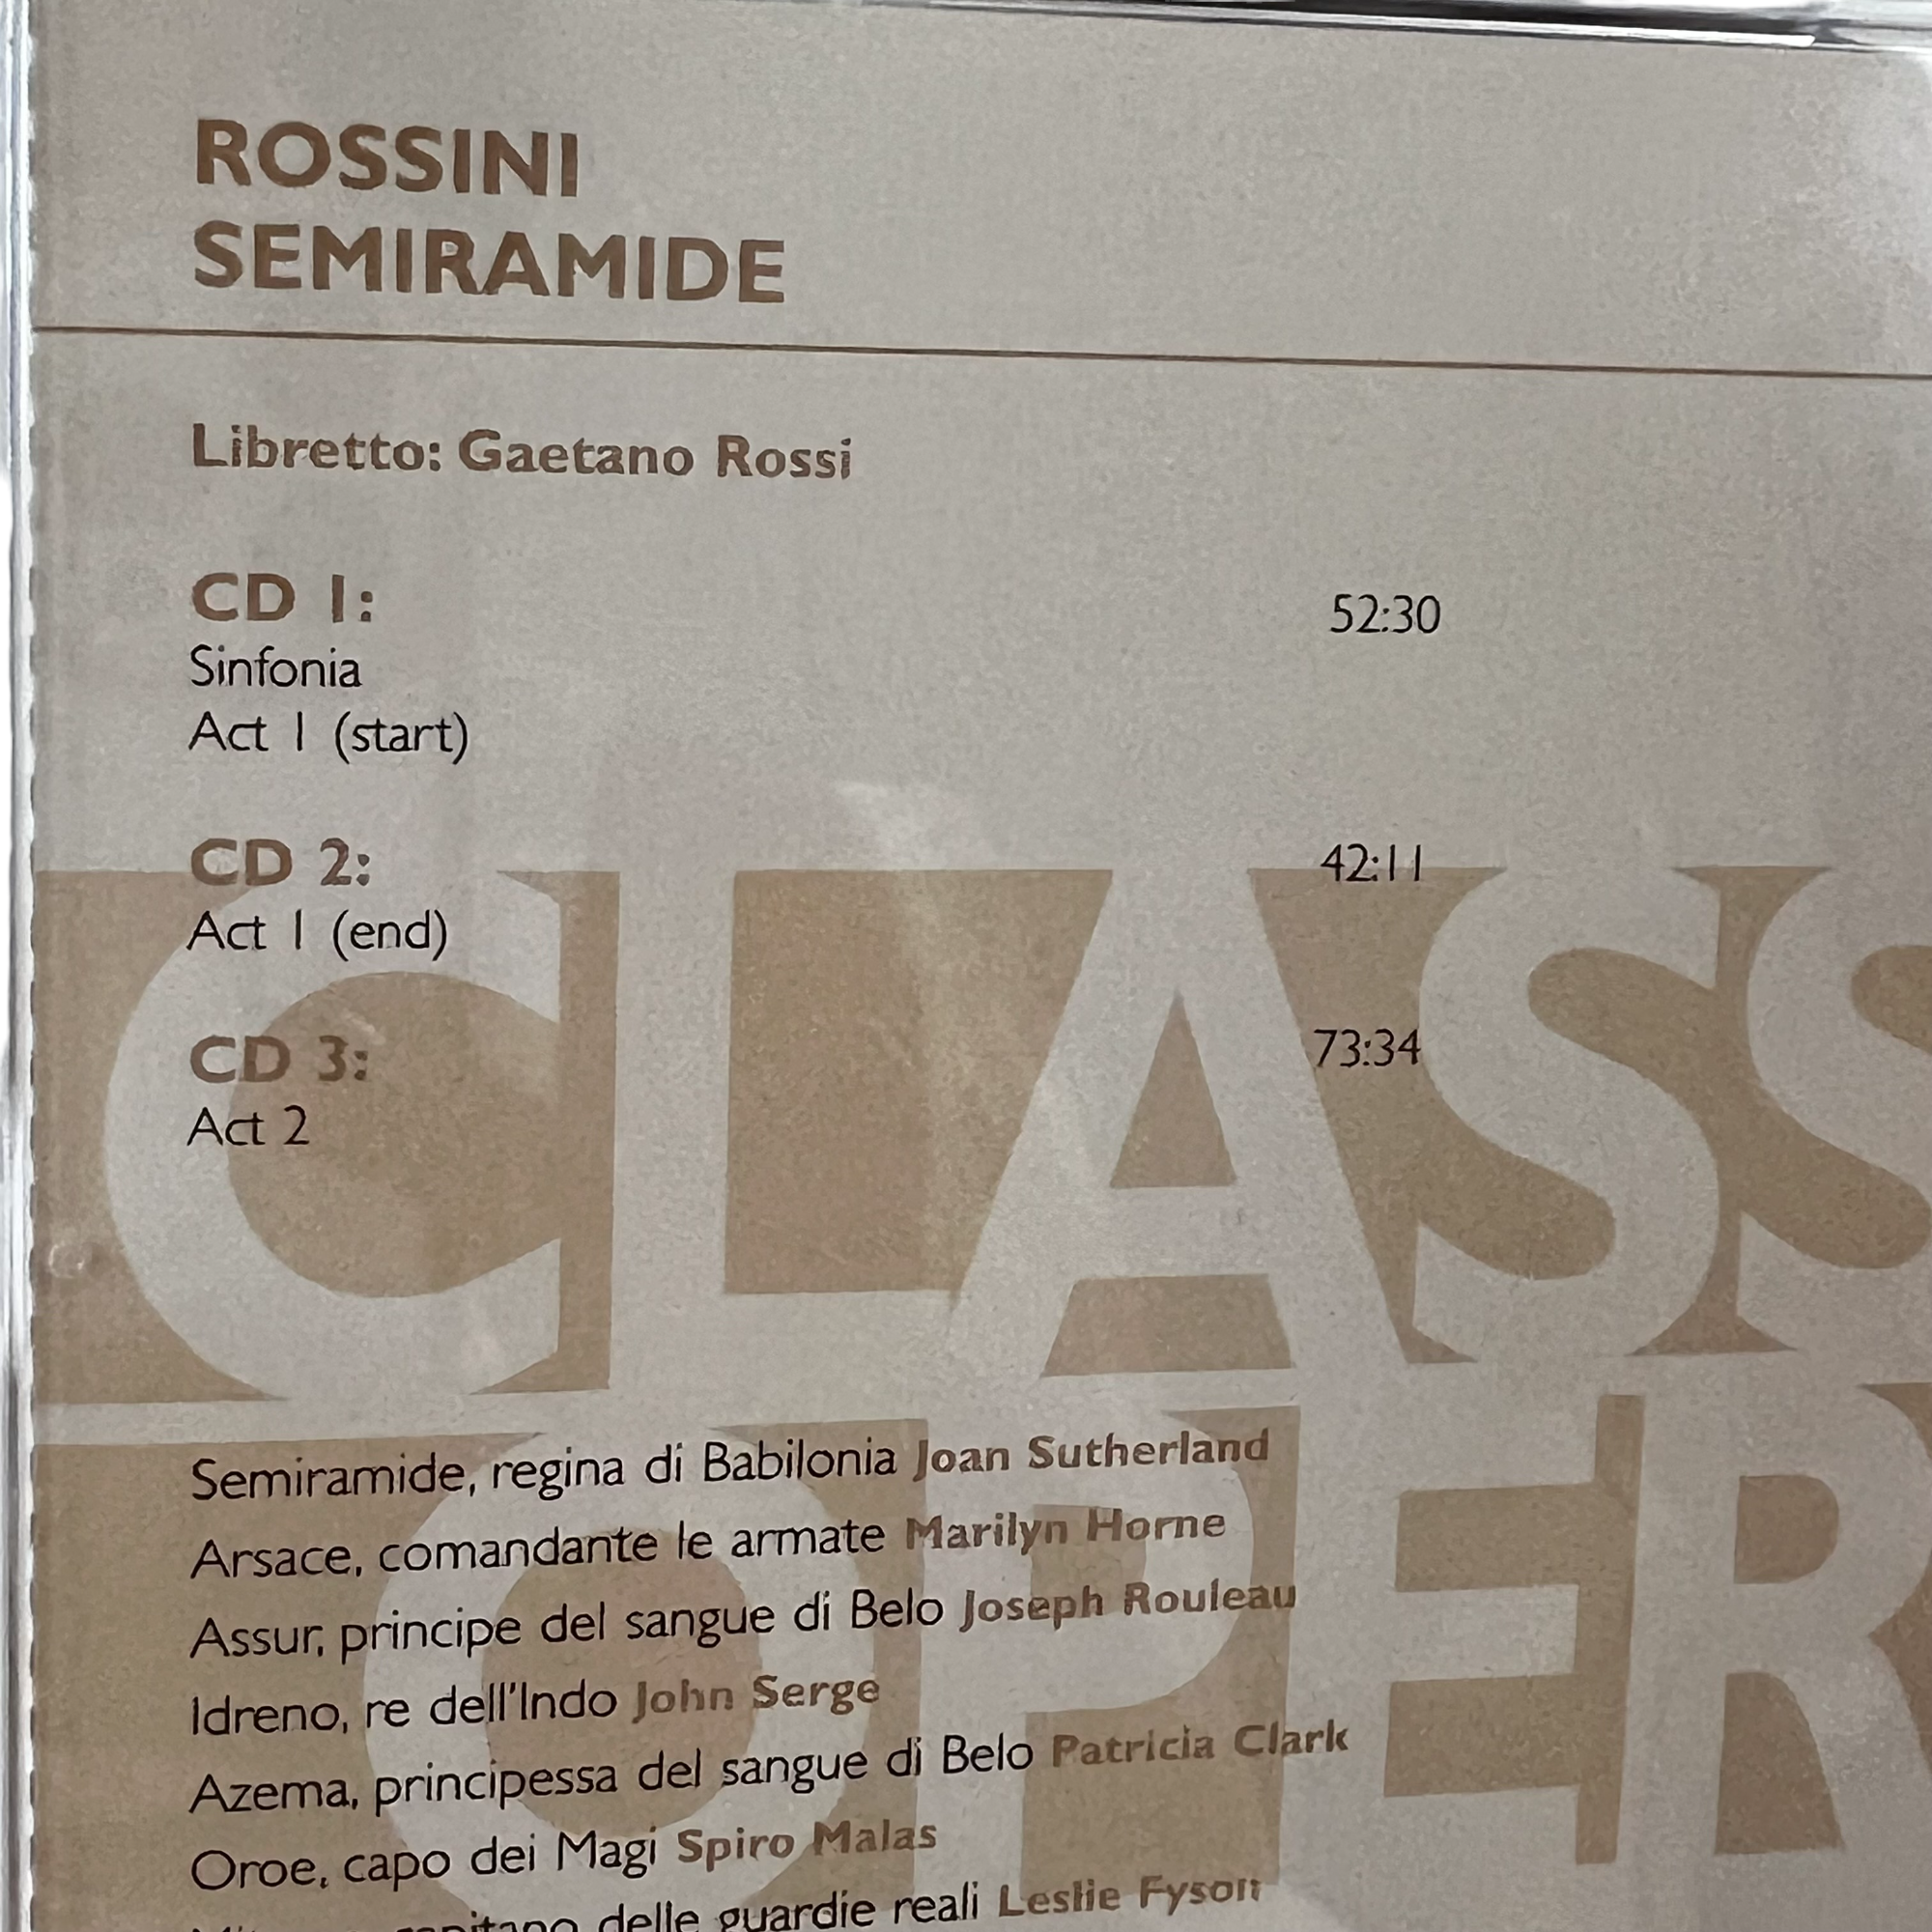 ROSSINI
SEMIRAMIDE
Libretto: Gaetano Rossi
CD 1: 52:30
Sinfonia
Act 1 (start)
CD 2: 42:11
Act 1 (end)
CD 3: 73:34
Act 2
CLASS
OPER
Semiramide, regina di Babilonia Joan Sutherland
Arsace, comandante le armate Marilyn Horne
Assur, principe del sangue di Belo Joseph Rouleau
Idreno, re dell'Indo John Serge
Azema, principessa del sangue di Belo Patricia Clark
Oroe, capo dei Magi Spiro Malas
capitano delle guardie reali Leslie Fyson